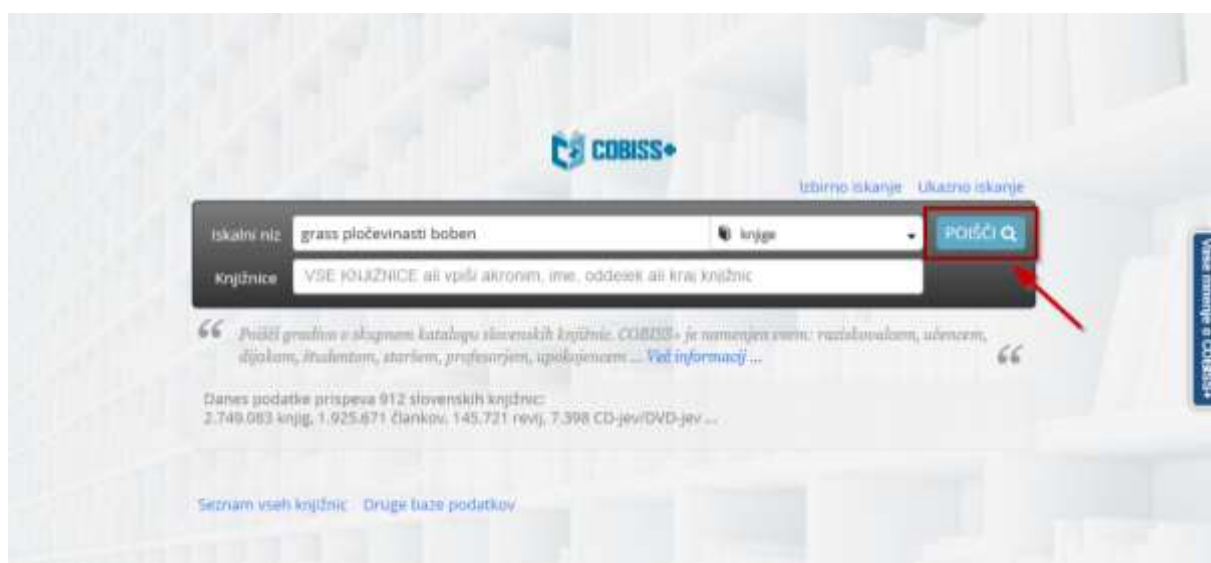 COBISS+
Izbirno iskanje Ukazno iskanje
Iskalni niz grass pločevinasti boben knjige POIŠČI
Knjižnice VSE KNJIŽNICE ali vpiši akronim, ime, oddelek ali kraj knjižnic
Poišči gradivo v skupnem katalogu slovenskih knjižnic. COBISS+ je namenjen vsem: raziskovalcem, učencem,
dijakom, študentom, staršem, profesorjem, upokojencem ... Več informacij ...
Danes podatke prispeva 912 slovenskih knjižnic:
2.749.083 knjig, 1.925.671 člankov, 145.721 revij, 7.398 CD-jev/DVD-jev ...
Seznam vseh knjižnic Druge baze podatkov
Vaše mnenje o COBISS+